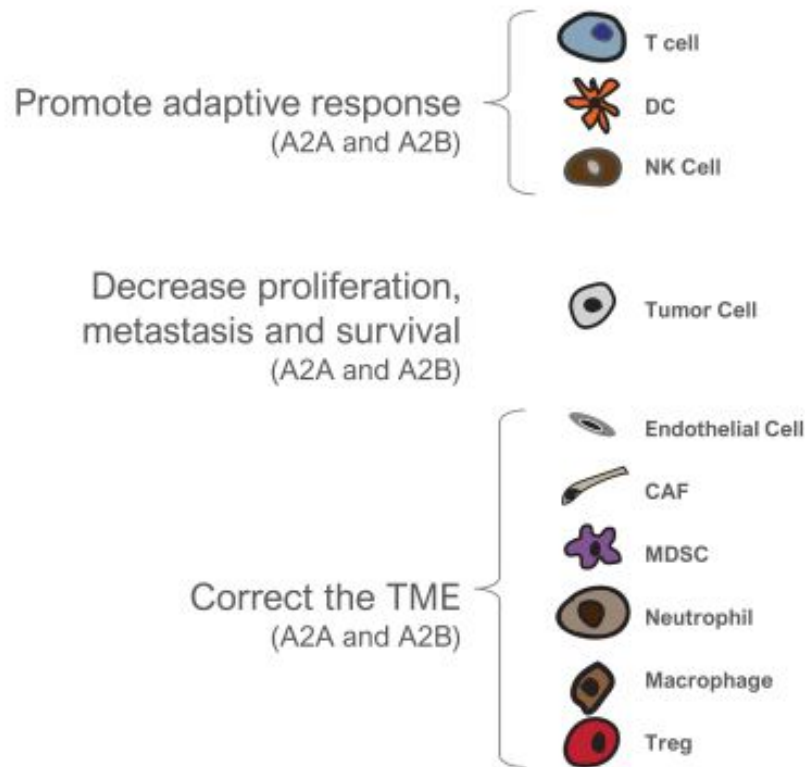 T cell
Promote adaptive response
(A2A and A2B)
DC
NK Cell
Decrease proliferation,
metastasis and survival
(A2A and A2B)
Tumor Cell
Endothelial Cell
CAF
MDSC
Correct the TME
(A2A and A2B)
Neutrophil
Macrophage
Treg